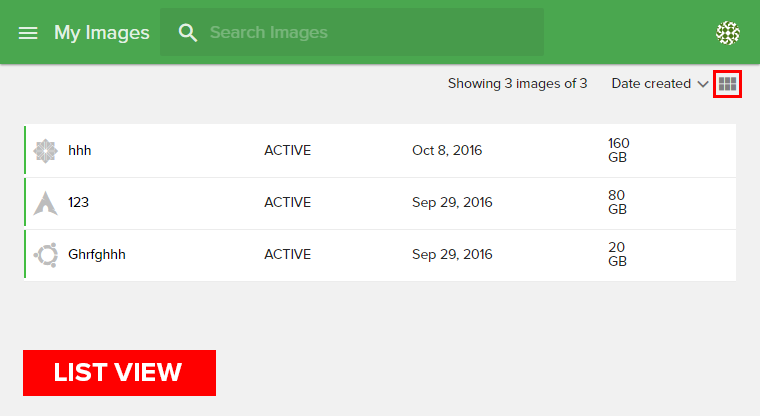 My Images
Search Images
Showing 3 images of 3
Date created
hhh
ACTIVE
Oct 8, 2016
160
GB
123
ACTIVE
Sep 29, 2016
80
GB
Ghrfghhh
ACTIVE
Sep 29, 2016
20
GB
LIST VIEW